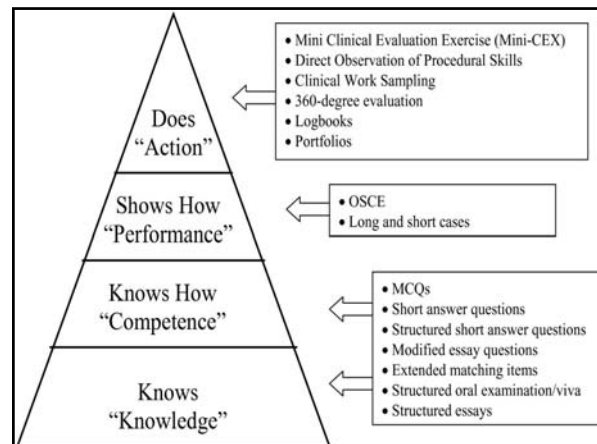 • Mini Clinical Evaluation Exercise (Mini-CEX)
• Direct Observation of Procedural Skills
• Clinical Work Sampling
• 360-degree evaluation
• Logbooks
• Portfolios
Does
“Action”
Shows How
“Performance”
• OSCE
• Long and short cases
Knows How
“Competence”
• MCQs
• Short answer questions
• Structured short answer questions
• Modified essay questions
• Extended matching items
• Structured oral examination/viva
• Structured essays
Knows
“Knowledge”